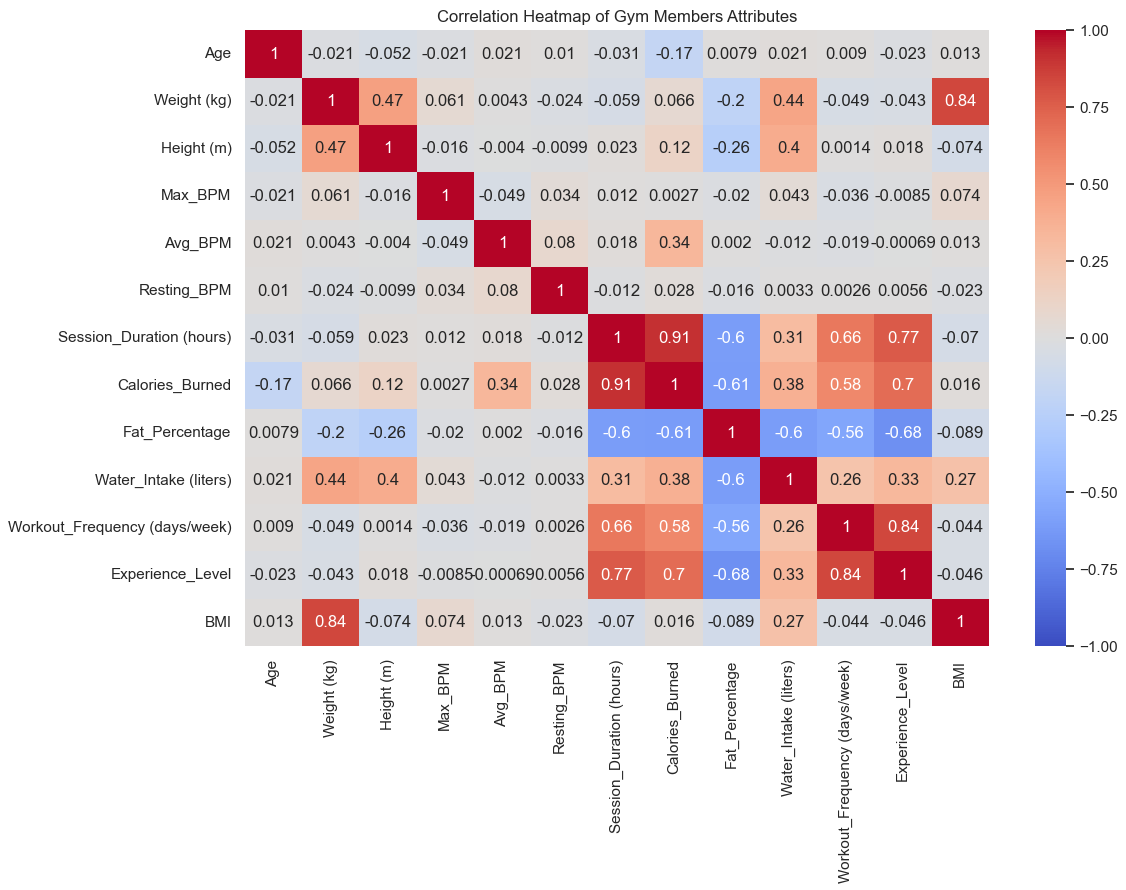 Correlation Heatmap of Gym Members Attributes
Age 1 -0.021 -0.052 -0.021 0.021 0.01 -0.031 -0.17 0.0079 0.021 0.009 -0.023 0.013
Weight (kg) -0.021 1 0.47 0.061 0.0043 -0.024 -0.059 0.066 -0.2 0.44 -0.049 -0.043 0.84
Height (m) -0.052 0.47 1 -0.016 -0.004 -0.0099 0.023 0.12 -0.26 0.4 0.0014 0.018 -0.074
Max_BPM -0.021 0.061 -0.016 1 -0.049 0.034 0.012 0.0027 -0.02 0.043 -0.036 -0.0085 0.074
Avg_BPM 0.021 0.0043 -0.004 -0.049 1 0.08 0.018 0.34 0.002 -0.012 -0.019 -0.00069 0.013
Resting_BPM 0.01 -0.024 -0.0099 0.034 0.08 1 -0.012 0.028 -0.016 0.0033 0.0026 0.0056 -0.023
Session_Duration (hours) -0.031 -0.059 0.023 0.012 0.018 -0.012 1 0.91 -0.6 0.31 0.66 0.77 -0.07
Calories_Burned -0.17 0.066 0.12 0.0027 0.34 0.028 0.91 1 -0.61 0.38 0.58 0.7 0.016
Fat_Percentage 0.0079 -0.2 -0.26 -0.02 0.002 -0.016 -0.6 -0.61 1 -0.6 -0.56 -0.68 -0.089
Water_Intake (liters) 0.021 0.44 0.4 0.043 -0.012 0.0033 0.31 0.38 -0.6 1 0.26 0.33 0.27
Workout_Frequency (days/week) 0.009 -0.049 0.0014 -0.036 -0.019 0.0026 0.66 0.58 -0.56 0.26 1 0.84 -0.044
Experience_Level -0.023 -0.043 0.018 -0.0085 -0.00069 0.0056 0.77 0.7 -0.68 0.33 0.84 1 -0.046
BMI 0.013 0.84 -0.074 0.074 0.013 -0.023 -0.07 0.016 -0.089 0.27 -0.044 -0.046 1
Age
Weight (kg)
Height (m)
Max_BPM
Avg_BPM
Resting_BPM
Session_Duration (hours)
Calories_Burned
Fat_Percentage
Water_Intake (liters)
Workout_Frequency (days/week)
Experience_Level
BMI
1.00
0.75
0.50
0.25
0.00
-0.25
-0.50
-0.75
-1.00